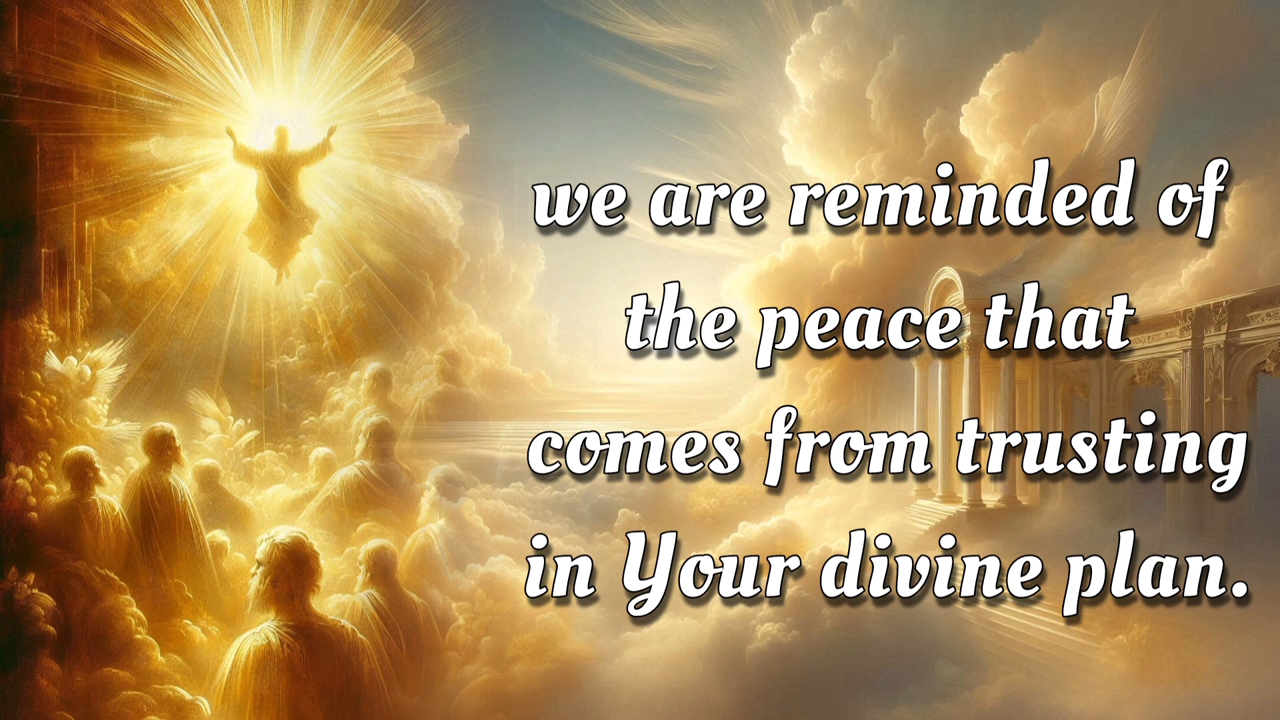 we are reminded of
the peace that
comes from trusting
in Your divine plan.